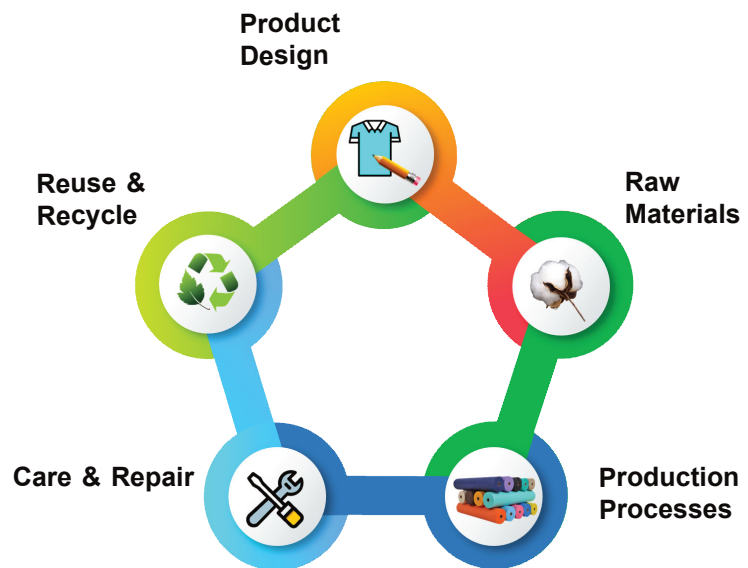 Product
Design
Raw
Materials
Production
Processes
Care & Repair
Reuse &
Recycle